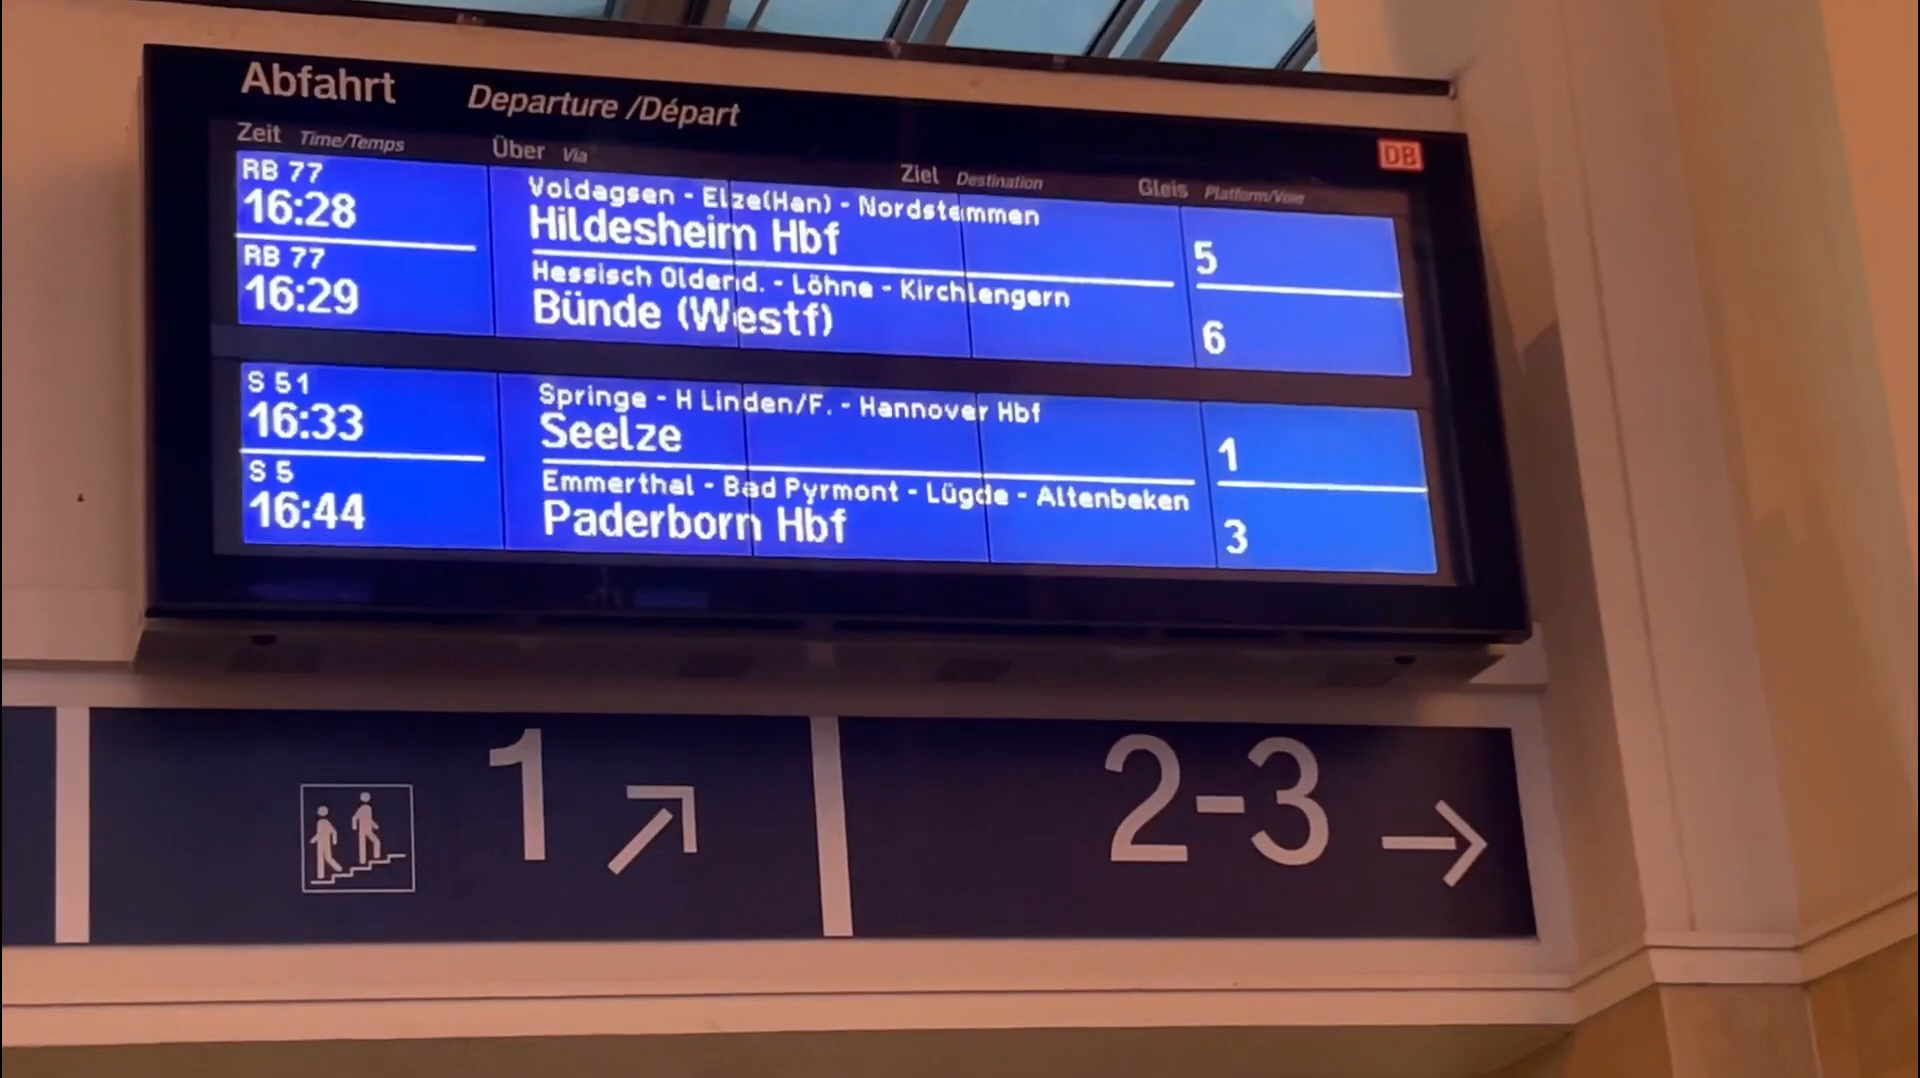 Abfahrt Departure /Départ
DB
Zeit Time/Temps Über Via Ziel Destination Gleis Platform/Voie
RB 77 Voldagsen - Elze(Han) - Nordstemmen
16:28 Hildesheim Hbf 5
RB 77 Hessisch Oldend. - Löhne - Kirchlengern
16:29 Bünde (Westf) 6
S 51 Springe - H Linden/F. - Hannover Hbf
16:33 Seelze 1
S 5 Emmerthal - Bad Pyrmont - Lügde - Altenbeken
16:44 Paderborn Hbf 3
1 2-3